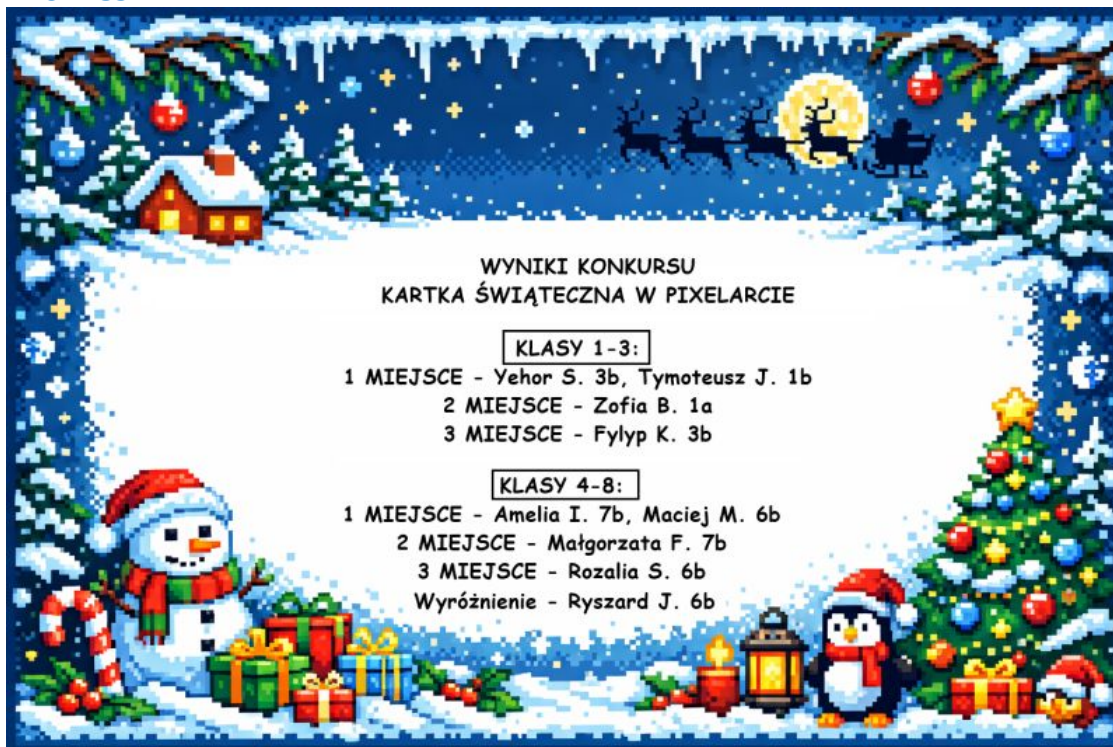 WYNIKI KONKURSU
KARTKA ŚWIĄTECZNA W PIXELARCIE
KLASY 1-3:
1 MIEJSCE - Yehor S. 3b, Tymoteusz J. 1b
2 MIEJSCE - Zofia B. 1a
3 MIEJSCE - Fylyp K. 3b
KLASY 4-8:
1 MIEJSCE - Amelia I. 7b, Maciej M. 6b
2 MIEJSCE - Małgorzata F. 7b
3 MIEJSCE - Rozalia S. 6b
Wyróżnienie - Ryszard J. 6b